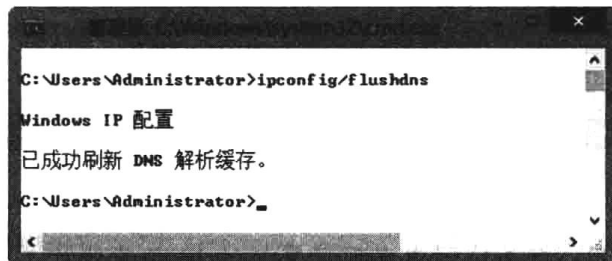 C:\Users\Administrator>ipconfig/flushdns
Windows IP 配置
已成功刷新 DNS 解析缓存。
C:\Users\Administrator>